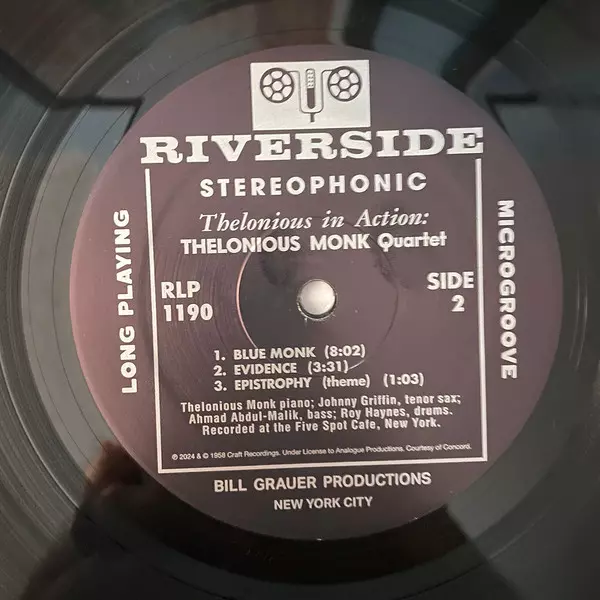 RIVERSIDE
STEREOPHONIC
Thelonious in Action:
THELONIOUS MONK Quartet
LONG PLAYING
MICROGROOVE
RLP
1190
SIDE
2
1. BLUE MONK (8:02)
2. EVIDENCE (3:31)
3. EPISTROPHY (theme) (1:03)
Thelonious Monk piano; Johnny Griffin, tenor sax;
Ahmad Abdul-Malik, bass; Roy Haynes, drums.
Recorded at the Five Spot Cafe, New York.
℗ 2024 & © 1958 Craft Recordings. Under License to Analogue Productions. Courtesy of Concord.
BILL GRAUER PRODUCTIONS
NEW YORK CITY